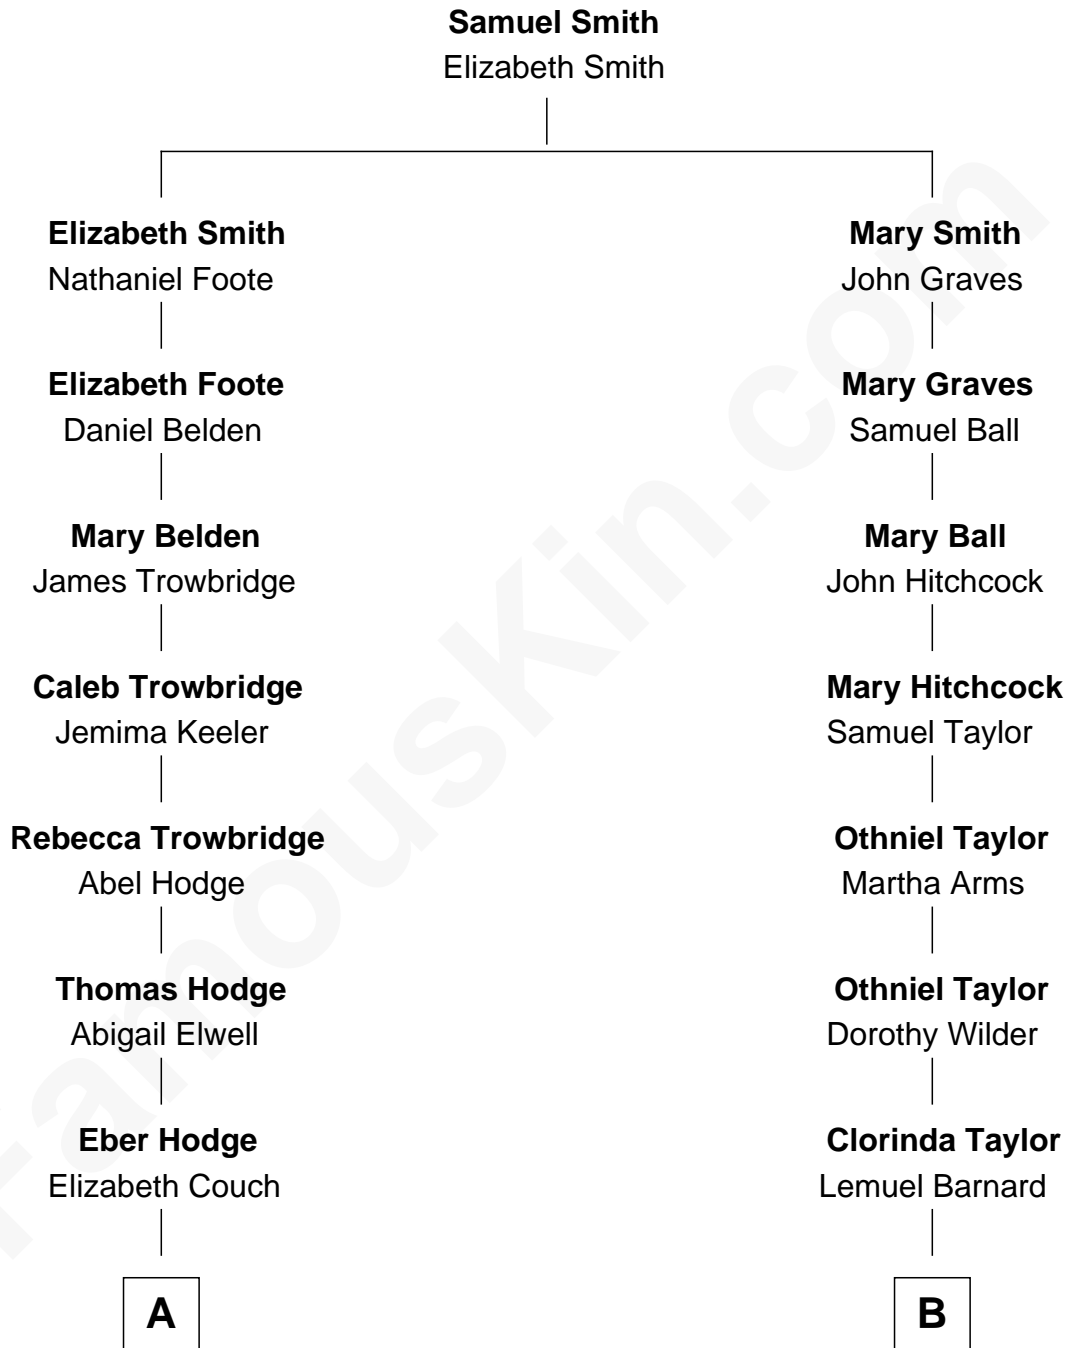 Samuel Smith
Elizabeth Smith
Elizabeth Smith
Nathaniel Foote
Mary Smith
John Graves
Elizabeth Foote
Daniel Belden
Mary Graves
Samuel Ball
Mary Belden
James Trowbridge
Mary Ball
John Hitchcock
Caleb Trowbridge
Jemima Keeler
Mary Hitchcock
Samuel Taylor
Rebecca Trowbridge
Abel Hodge
Othniel Taylor
Martha Arms
Thomas Hodge
Abigail Elwell
Othniel Taylor
Dorothy Wilder
Eber Hodge
Elizabeth Couch
Clorinda Taylor
Lemuel Barnard
A
B
FamousKin.com